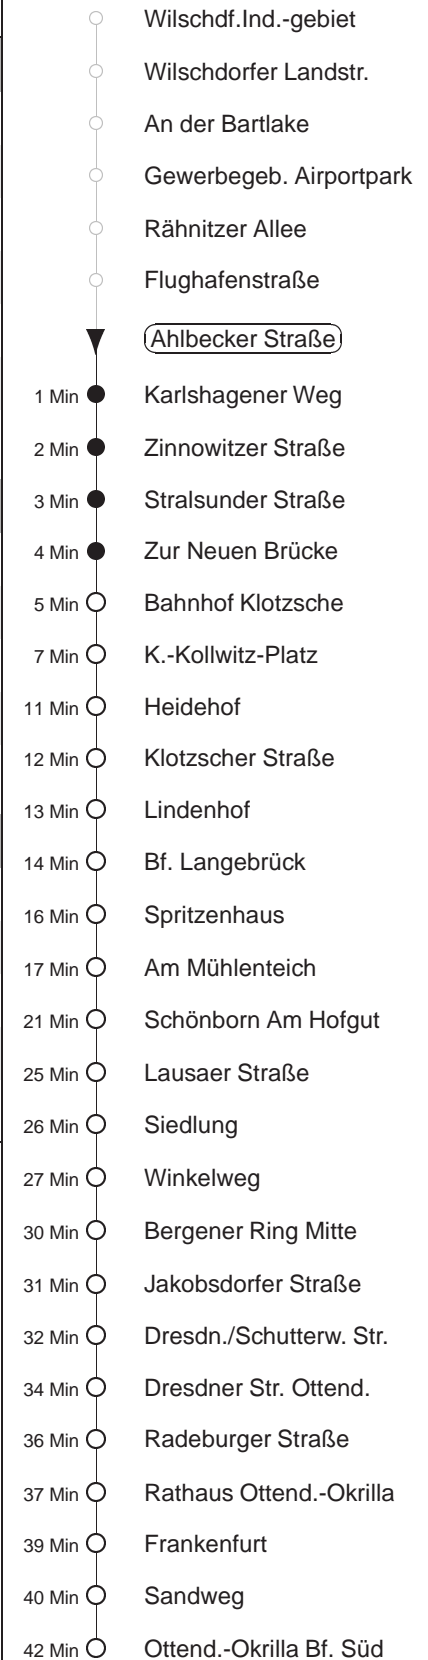 Wilschdf.Ind.-gebiet
Wilschdorfer Landstr.
An der Bartlake
Gewerbegeb. Airportpark
Rähnitzer Allee
Flughafenstraße
Ahlbecker Straße
1 Min Karlshagener Weg
2 Min Zinnowitzer Straße
3 Min Stralsunder Straße
4 Min Zur Neuen Brücke
5 Min Bahnhof Klotzsche
7 Min K.-Kollwitz-Platz
11 Min Heidehof
12 Min Klotzscher Straße
13 Min Lindenhof
14 Min Bf. Langebrück
16 Min Spritzenhaus
17 Min Am Mühlenteich
21 Min Schönborn Am Hofgut
25 Min Lausaer Straße
26 Min Siedlung
27 Min Winkelweg
30 Min Bergener Ring Mitte
31 Min Jakobsdorfer Straße
32 Min Dresdn./Schutterw. Str.
34 Min Dresdner Str. Ottend.
36 Min Radeburger Straße
37 Min Rathaus Ottend.-Okrilla
39 Min Frankenfurt
40 Min Sandweg
42 Min Ottend.-Okrilla Bf. Süd